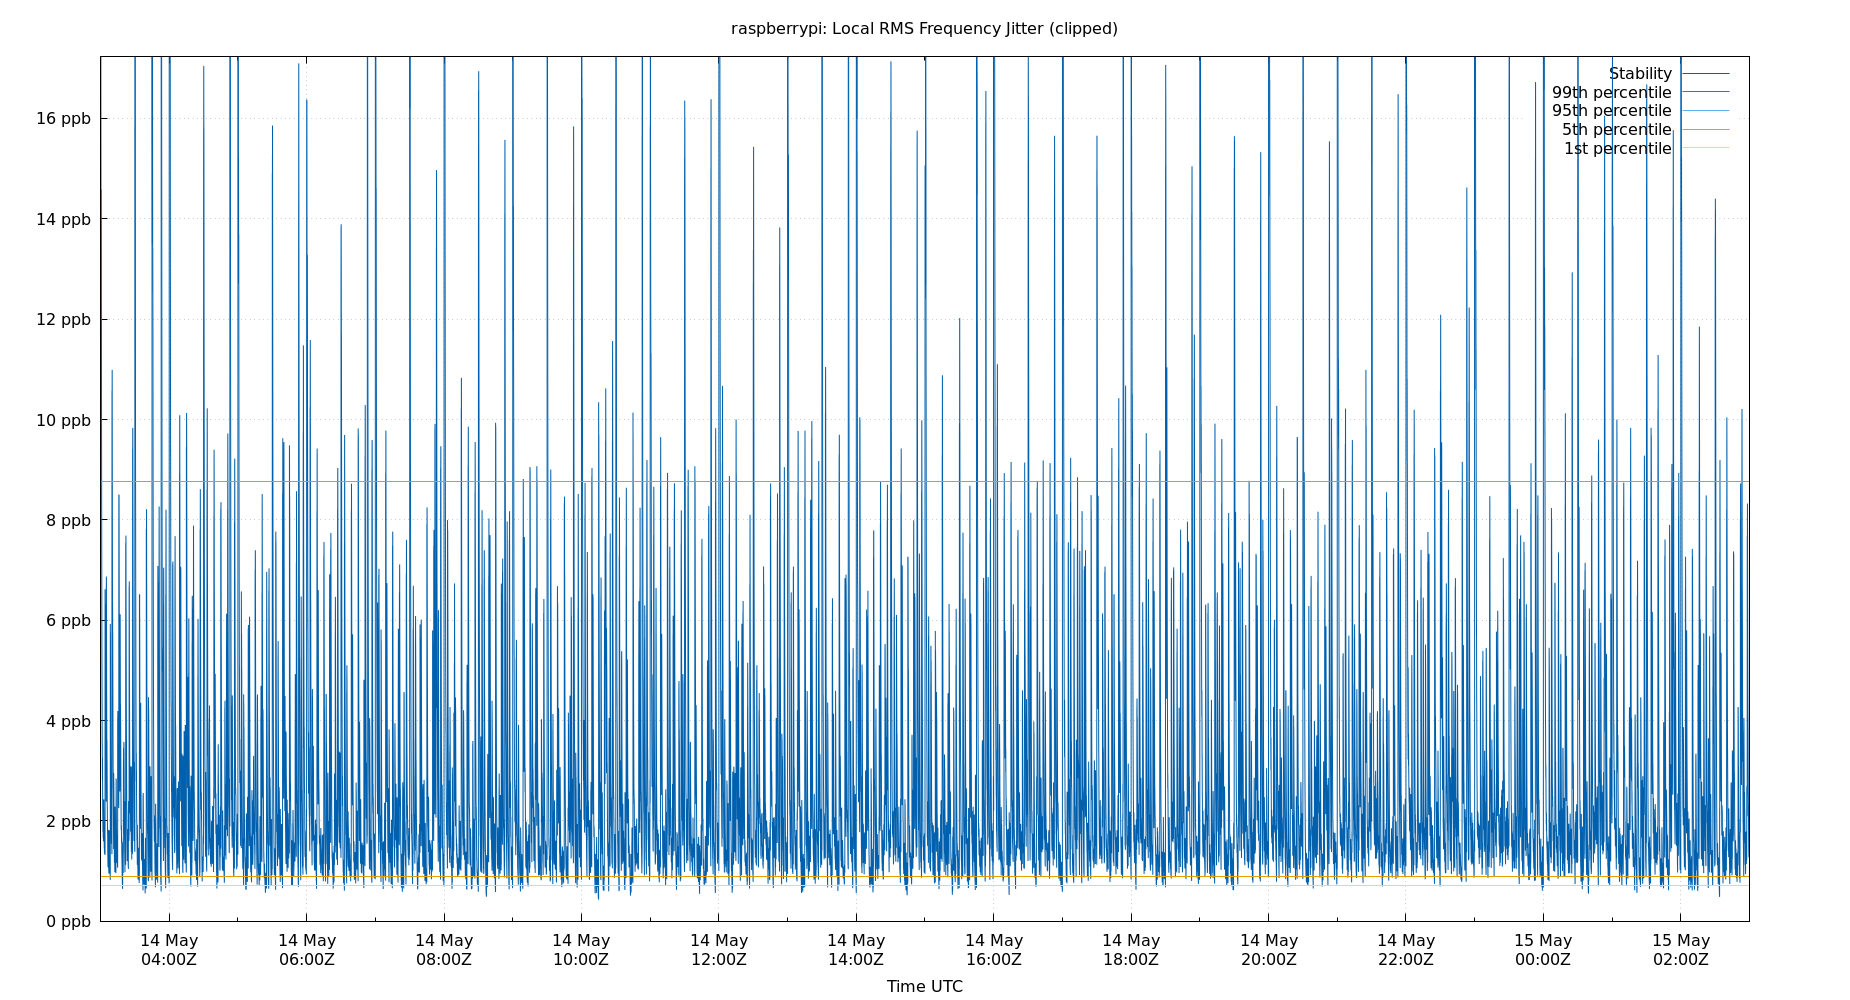 raspberrypi: Local RMS Frequency Jitter (clipped)
Stability
99th percentile
95th percentile
5th percentile
1st percentile
16 ppb
14 ppb
12 ppb
10 ppb
8 ppb
6 ppb
4 ppb
2 ppb
0 ppb
14 May 14 May 14 May 14 May 14 May 14 May 14 May 14 May 14 May 14 May 15 May 15 May
04:00Z 06:00Z 08:00Z 10:00Z 12:00Z 14:00Z 16:00Z 18:00Z 20:00Z 22:00Z 00:00Z 02:00Z
Time UTC